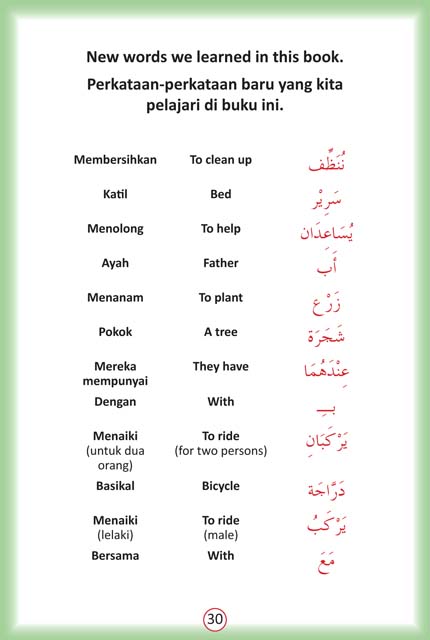 New words we learned in this book.
Perkataan-perkataan baru yang kita
pelajari di buku ini.
Membersihkan To clean up نُنَظِّف
Katil Bed سَرِيْر
Menolong To help يُسَاعِدَانِ
Ayah Father أَب
Menanam To plant زَرْع
Pokok A tree شَجَرَة
Mereka They have عِنْدَهُمَا
mempunyai
Dengan With بِـ
Menaiki To ride يَرْكَبَانِ
(untuk dua (for two persons)
orang)
Basikal Bicycle دَرَّاجَة
Menaiki To ride يَرْكَبُ
(lelaki) (male)
Bersama With مَعَ
30